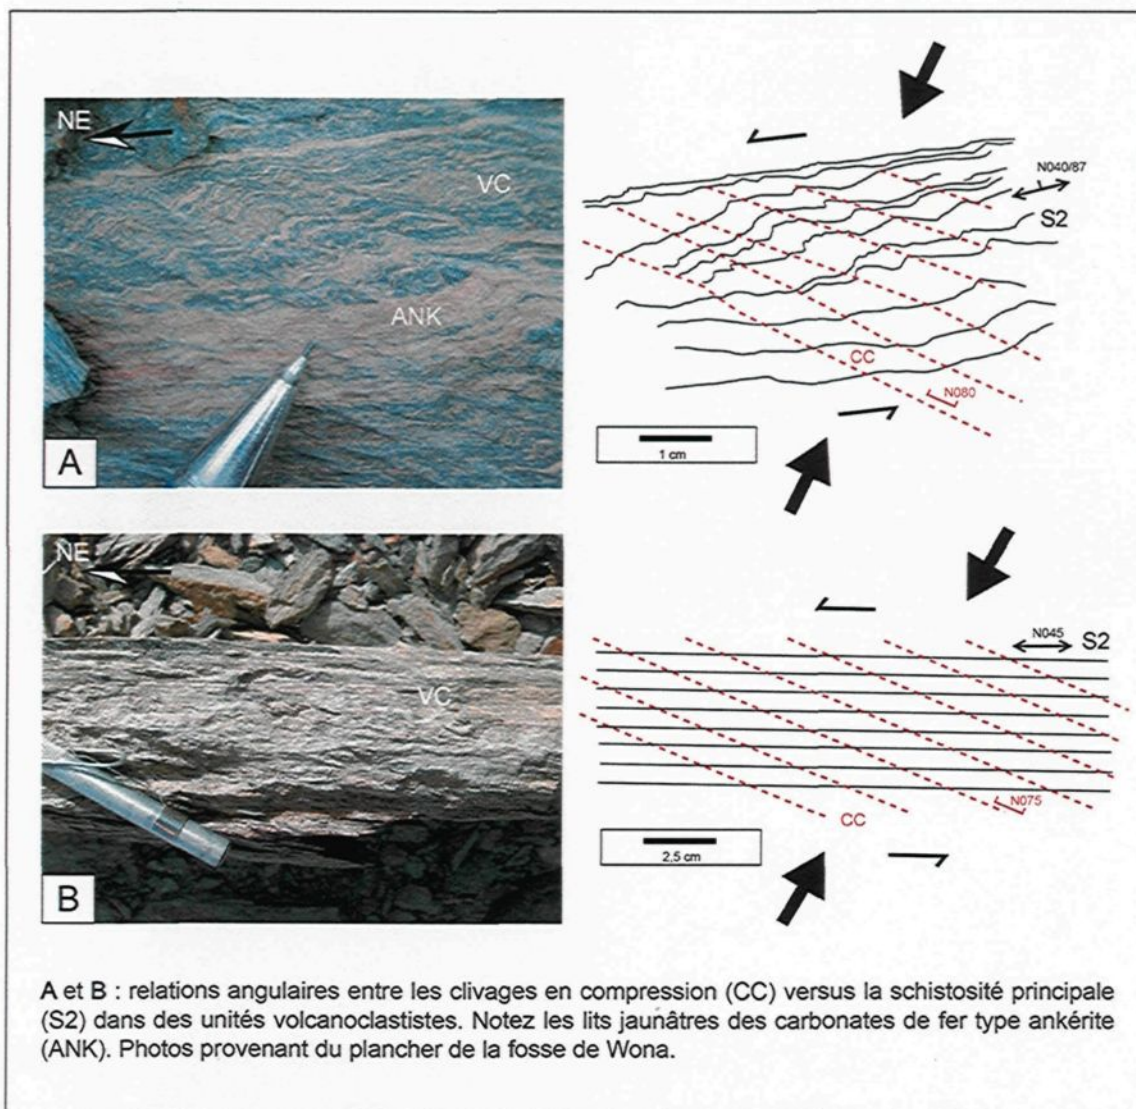 NE
VC
ANK
A
N040/87
S2
CC
N080
1 cm
NE
VC
B
N045
S2
N075
CC
2,5 cm
A et B : relations angulaires entre les clivages en compression (CC) versus la schistosité principale
(S2) dans des unités volcanoclastistes. Notez les lits jaunâtres des carbonates de fer type ankérite
(ANK). Photos provenant du plancher de la fosse de Wona.